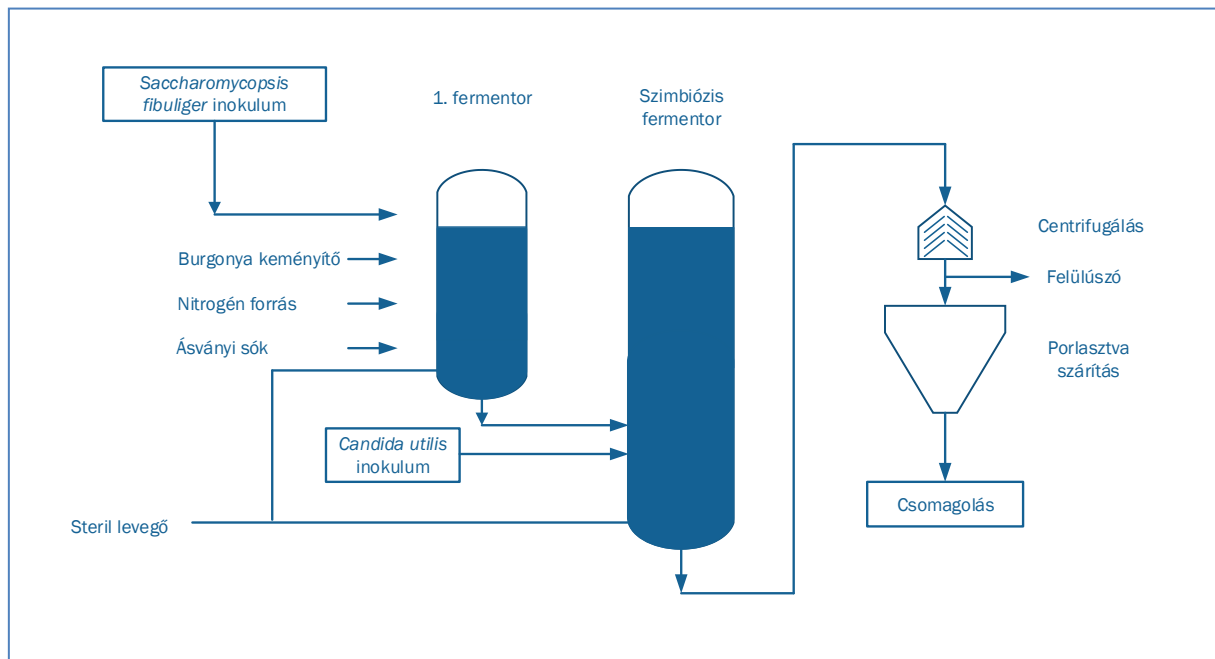 Saccharomycopsis
fibuliger inokulum
1. fermentor
Szimbiózis
fermentor
Burgonya keményítő
Nitrogén forrás
Ásványi sók
Candida utilis
inokulum
Steril levegő
Centrifugálás
Felülúszó
Porlasztva
szárítás
Csomagolás